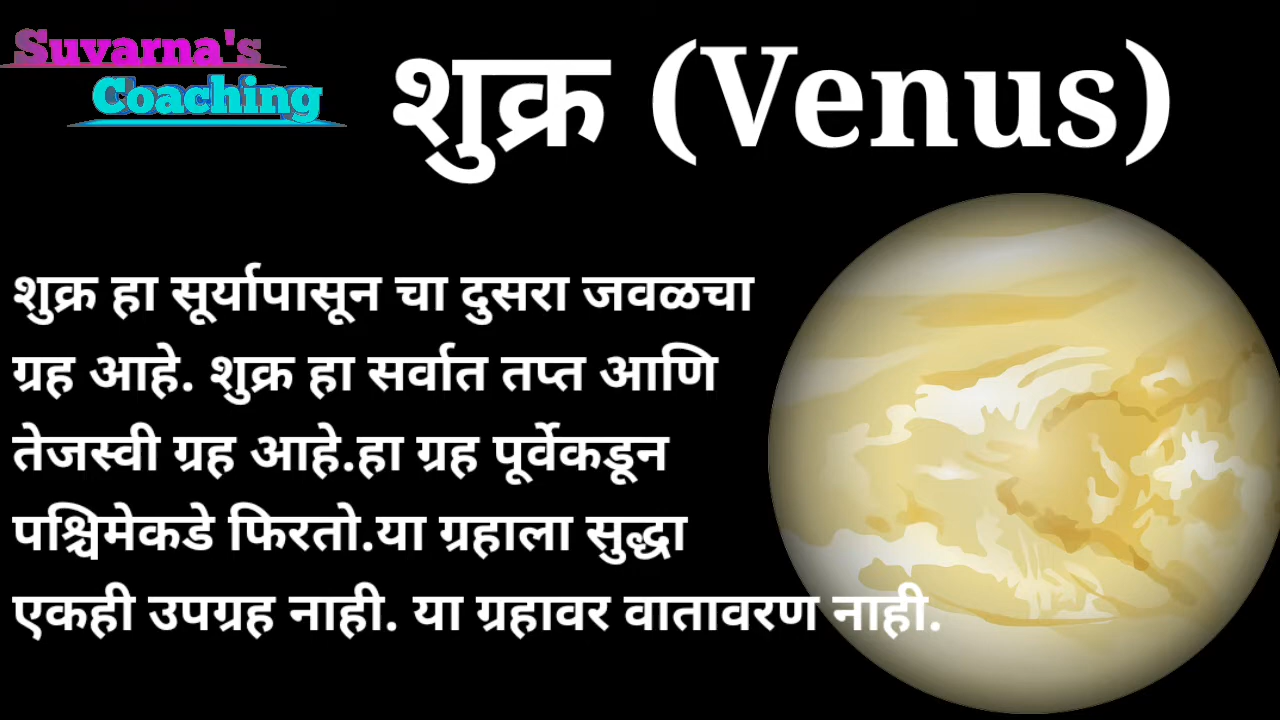 Suvarna's
Coaching
शुक्र (Venus)
शुक्र हा सूर्यापासून चा दुसरा जवळचा
ग्रह आहे. शुक्र हा सर्वात तप्त आणि
तेजस्वी ग्रह आहे.हा ग्रह पूर्वेकडून
पश्चिमेकडे फिरतो.या ग्रहाला सुद्धा
एकही उपग्रह नाही. या ग्रहावर वातावरण नाही.